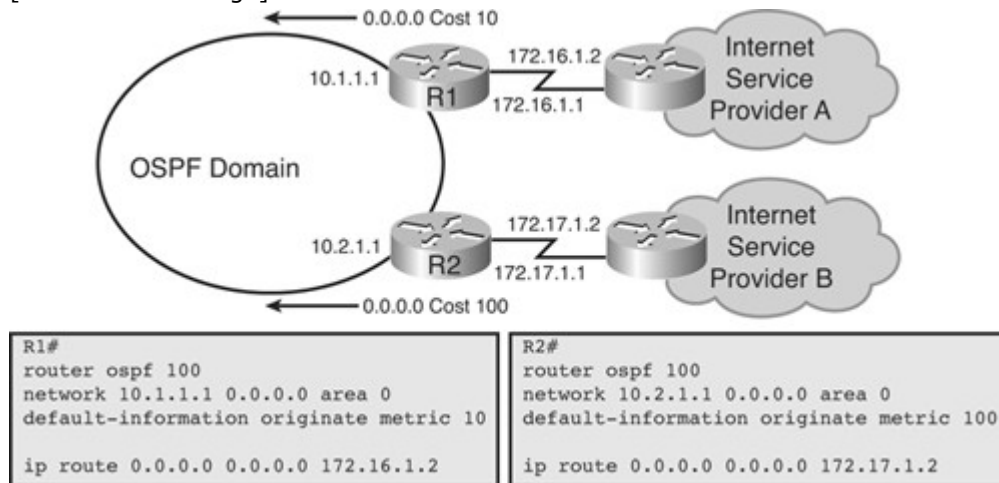 0.0.0.0 Cost 10
172.16.1.2
Internet
Service
Provider A
10.1.1.1
R1
172.16.1.1
OSPF Domain
172.17.1.2
Internet
Service
Provider B
10.2.1.1
R2
172.17.1.1
0.0.0.0 Cost 100
R1#
router ospf 100
network 10.1.1.1 0.0.0.0 area 0
default-information originate metric 10
ip route 0.0.0.0 0.0.0.0 172.16.1.2
R2#
router ospf 100
network 10.2.1.1 0.0.0.0 area 0
default-information originate metric 100
ip route 0.0.0.0 0.0.0.0 172.17.1.2